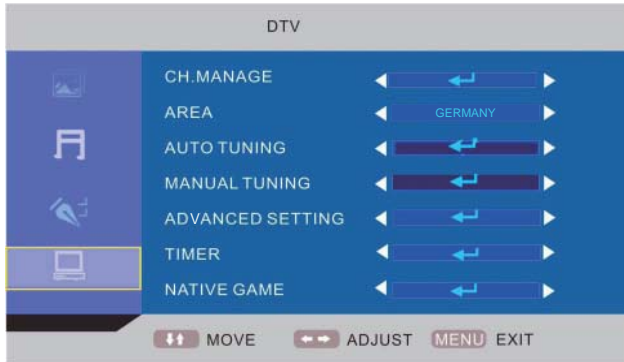 DTV
CH.MANAGE
AREA GERMANY
AUTO TUNING
MANUAL TUNING
ADVANCED SETTING
TIMER
NATIVE GAME
MOVE ADJUST MENU EXIT